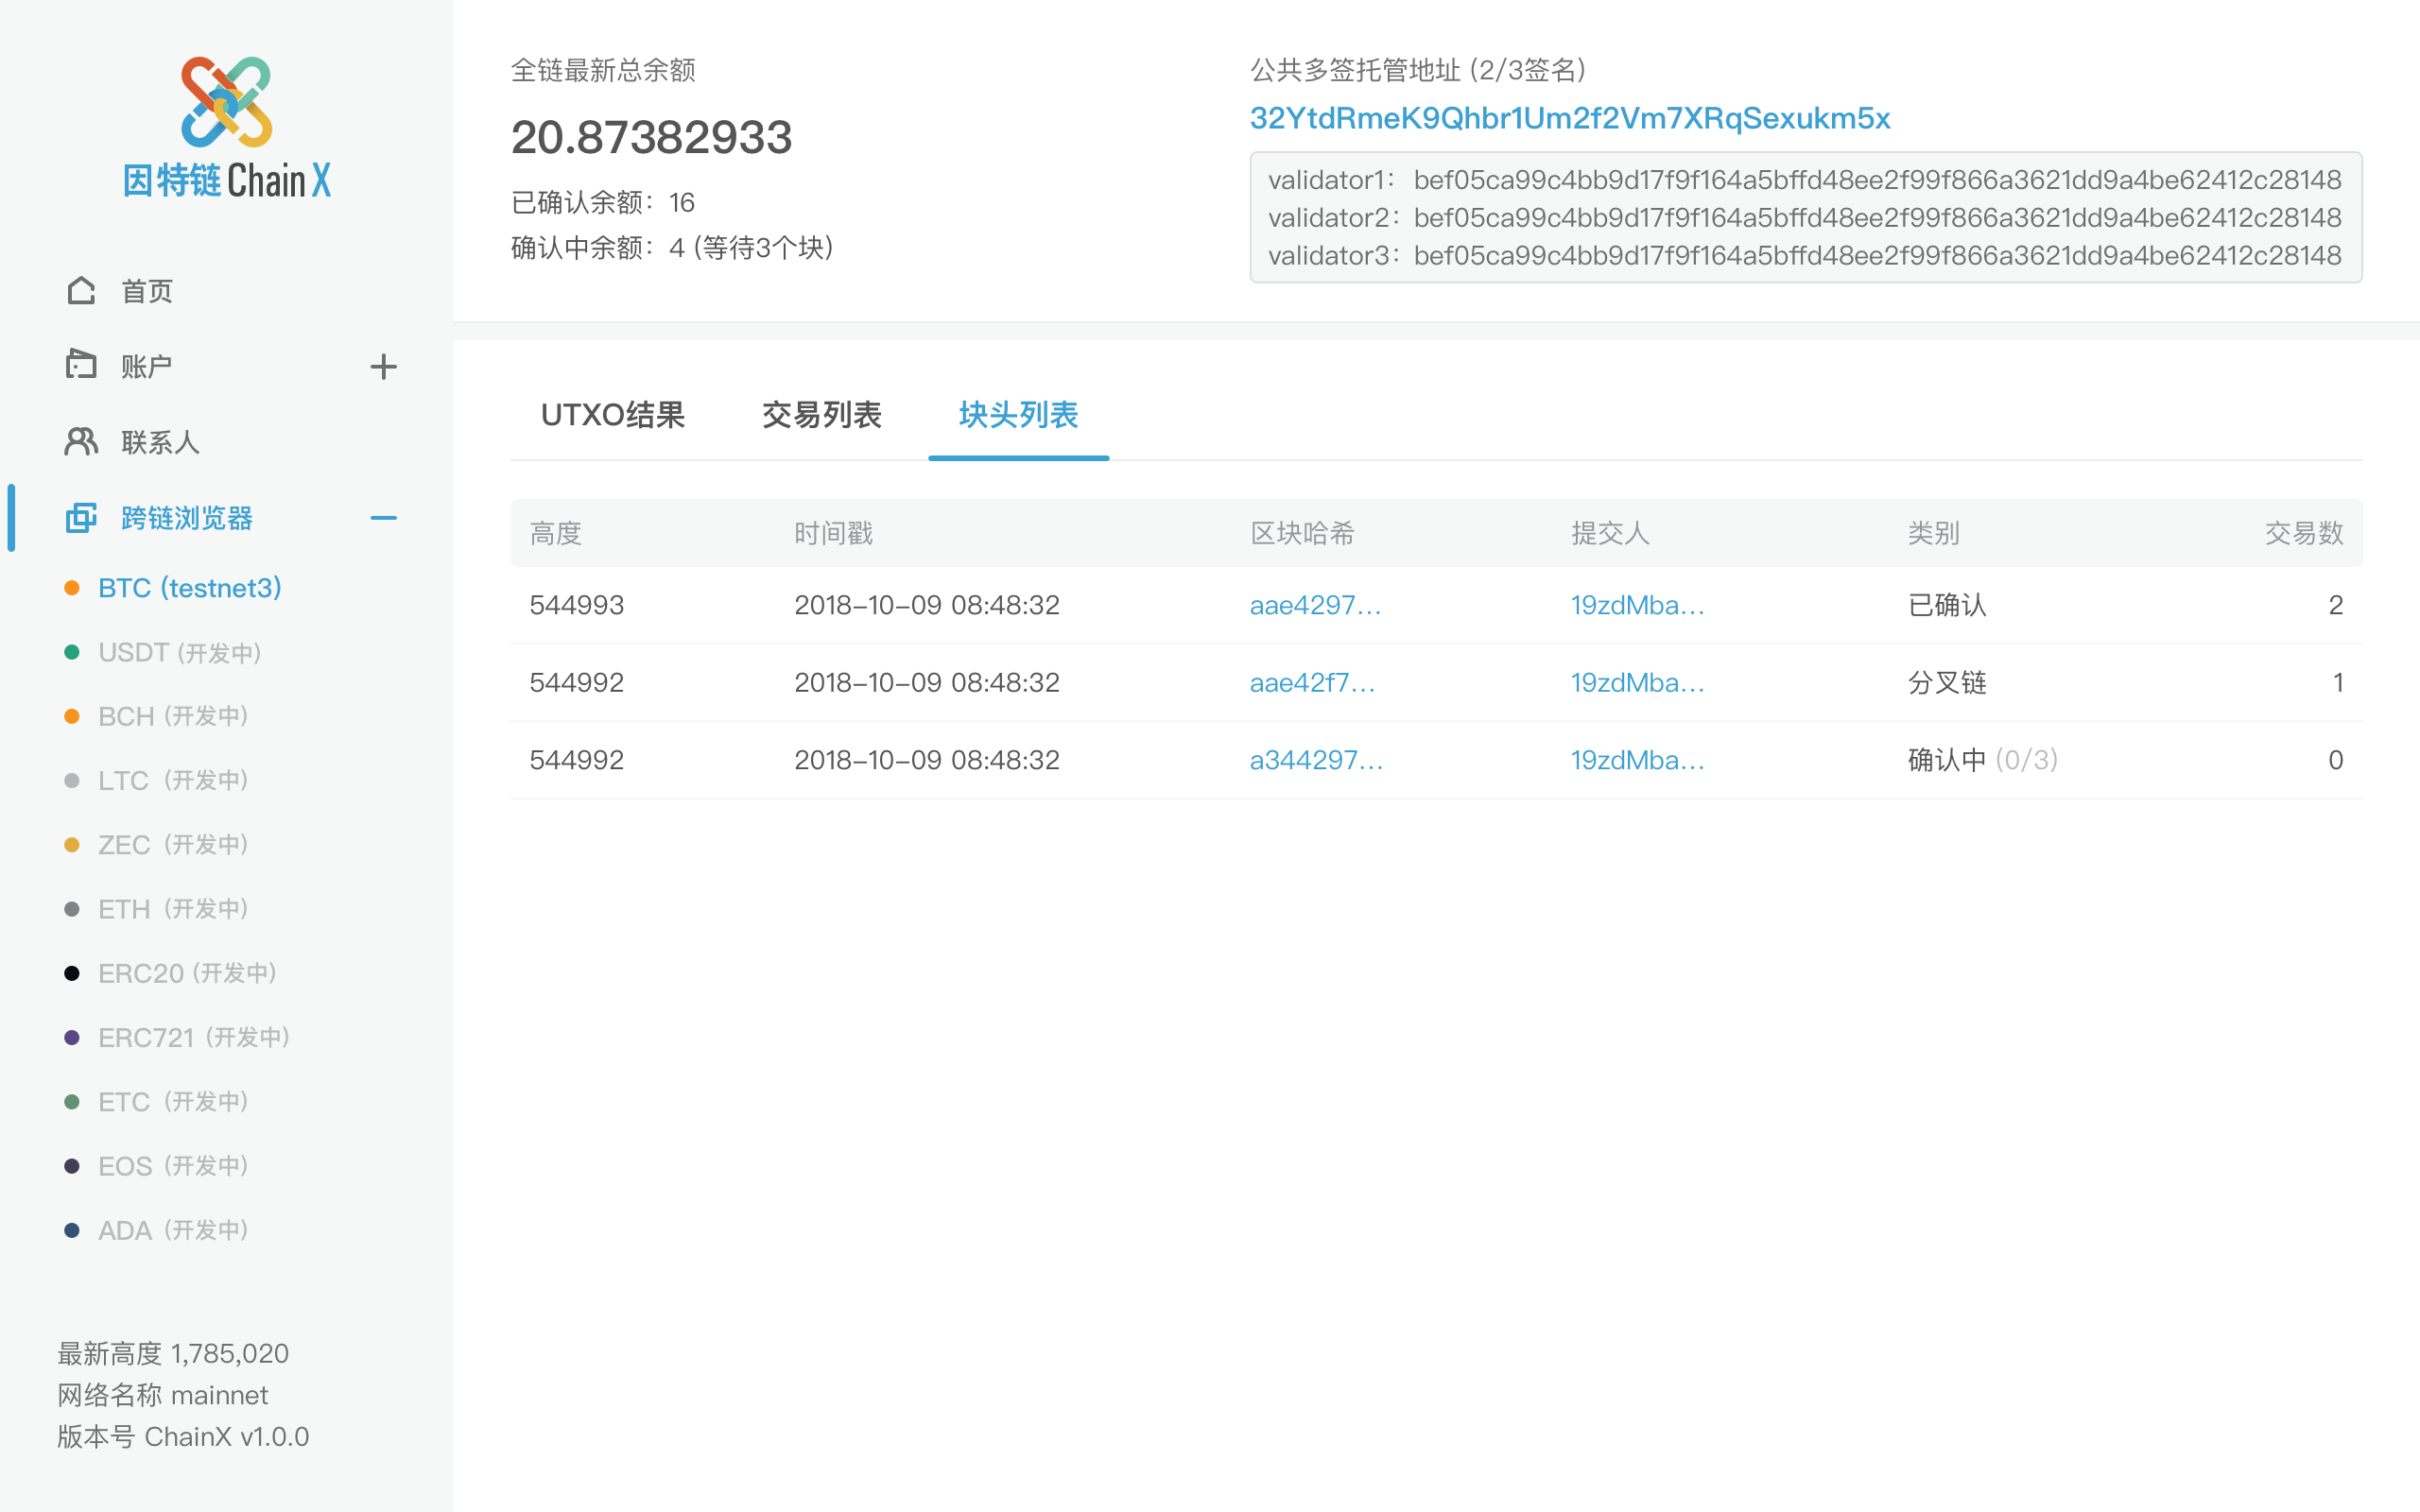 因特链 ChainX
首页
账户
联系人
跨链浏览器
BTC (testnet3)
USDT (开发中)
BCH (开发中)
LTC (开发中)
ZEC (开发中)
ETH (开发中)
ERC20 (开发中)
ERC721 (开发中)
ETC (开发中)
EOS (开发中)
ADA (开发中)
最新高度 1,785,020
网络名称 mainnet
版本号 ChainX v1.0.0
全链最新总余额
20.87382933
已确认余额：16
确认中余额：4 (等待3个块)
公共多签托管地址 (2/3签名)
32YtdRmeK9Qhbr1Um2f2Vm7XRqSexukm5x
validator1： bef05ca99c4bb9d17f9f164a5bffd48ee2f99f866a3621dd9a4be62412c28148
validator2：bef05ca99c4bb9d17f9f164a5bffd48ee2f99f866a3621dd9a4be62412c28148
validator3：bef05ca99c4bb9d17f9f164a5bffd48ee2f99f866a3621dd9a4be62412c28148
UTXO结果 交易列表 块头列表
高度 时间戳 区块哈希 提交人 类别 交易数
544993 2018-10-09 08:48:32 aae4297... 19zdMba... 已确认 2
544992 2018-10-09 08:48:32 aae42f7... 19zdMba... 分叉链 1
544992 2018-10-09 08:48:32 a344297... 19zdMba... 确认中 (0/3) 0